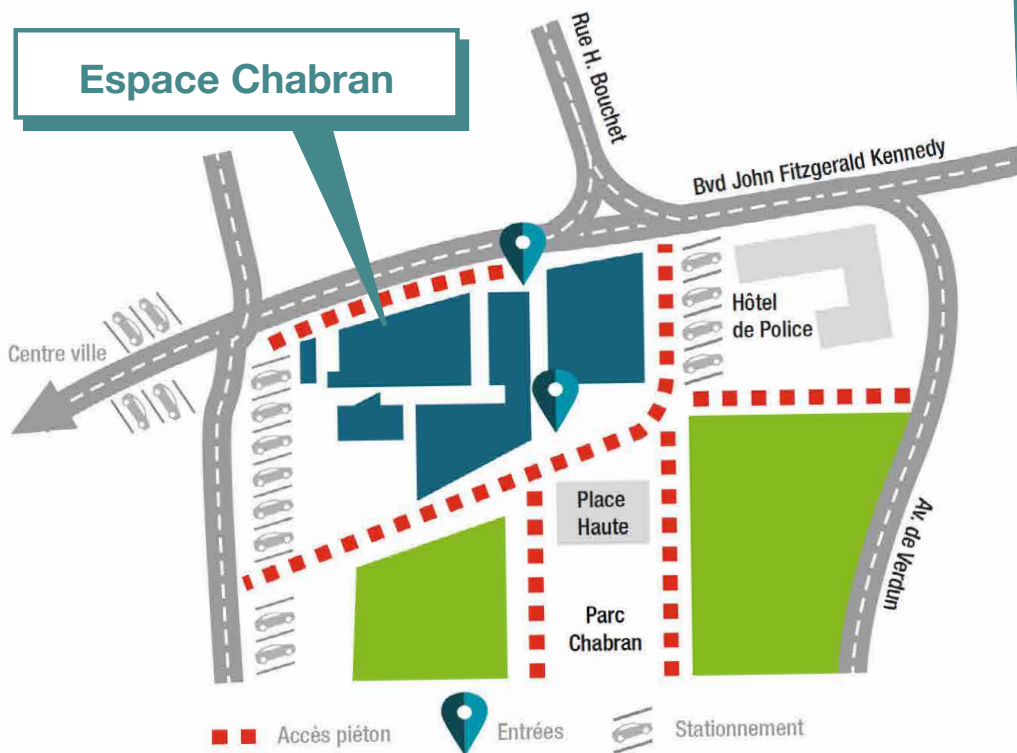 Espace Chabran
Rue H. Bouchet
Bvd John Fitzgerald Kennedy
Hôtel
de Police
Centre ville
Place
Haute
Av. de Verdun
Parc
Chabran
Accès piéton
Entrées
Stationnement